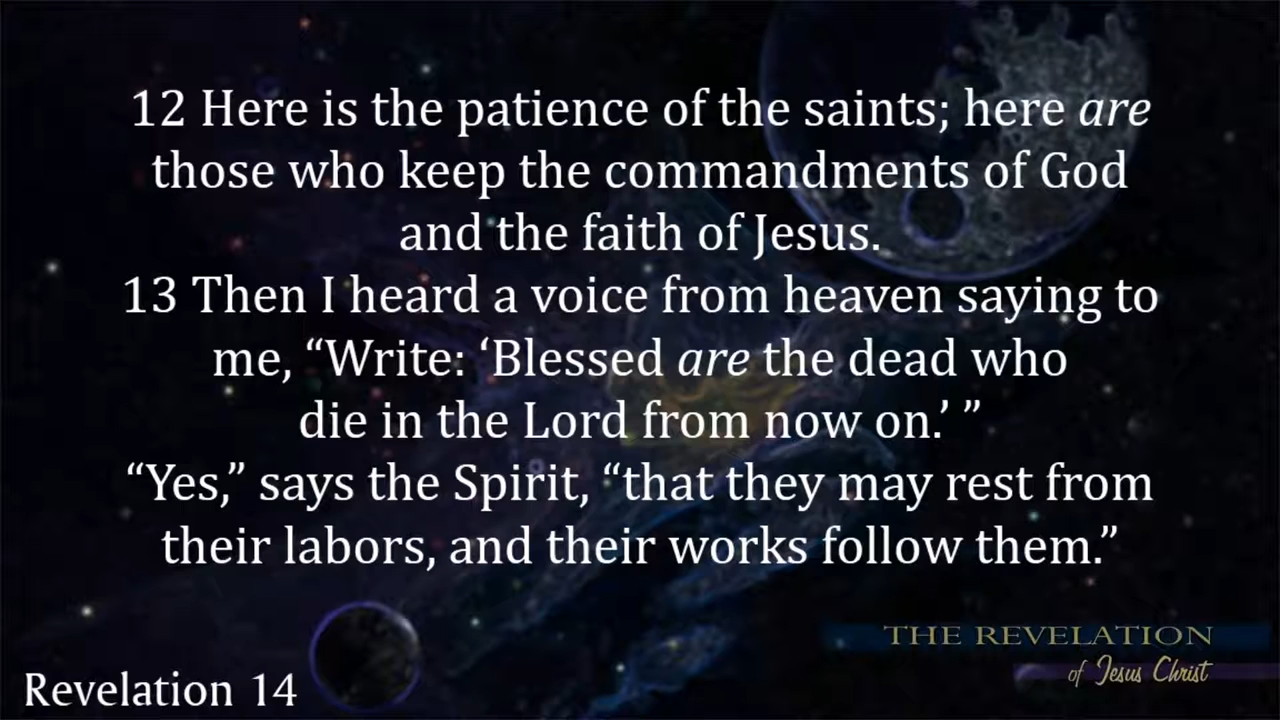 12 Here is the patience of the saints; here are
those who keep the commandments of God
and the faith of Jesus.
13 Then I heard a voice from heaven saying to
me, “Write: ‘Blessed are the dead who
die in the Lord from now on.’ ”
“Yes,” says the Spirit, “that they may rest from
their labors, and their works follow them.”
THE REVELATION
of Jesus Christ
Revelation 14